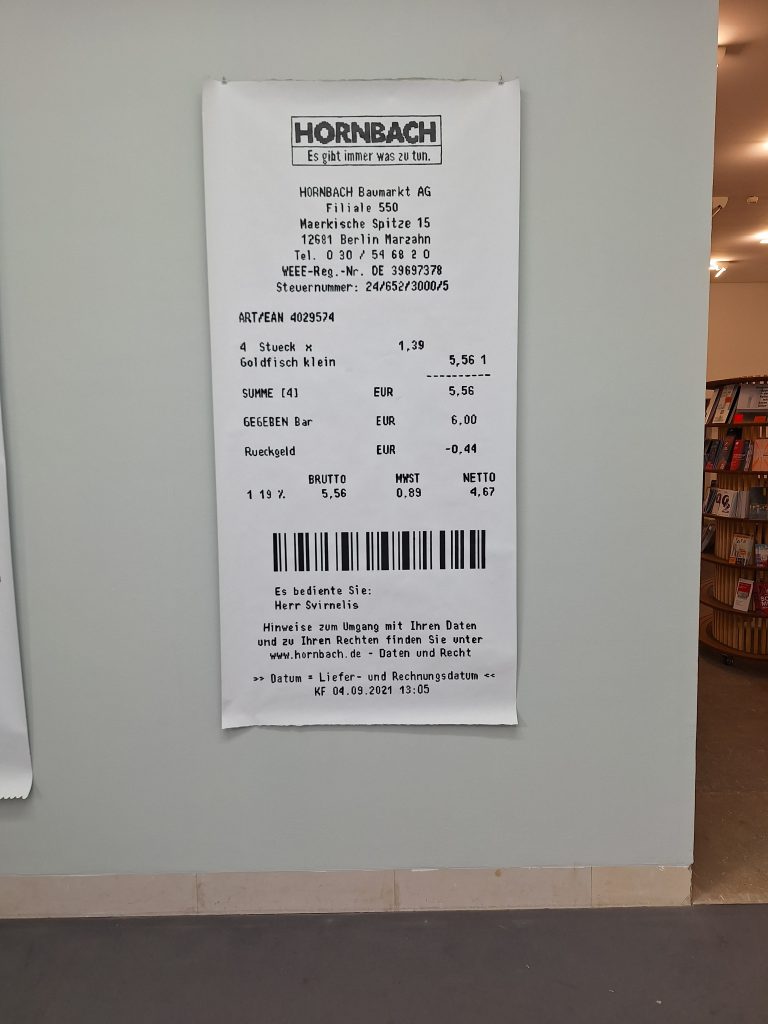 HORNBACH
Es gibt immer was zu tun.
HORNBACH Baumarkt AG
Filiale 550
Maerkische Spitze 15
12681 Berlin Marzahn
Tel. 0 30 / 54 68 2 0
WEEE-Reg.-Nr. DE 39697378
Steuernummer: 24/652/3000/5
ART/EAN 4029574
4 Stueck x 1,39
Goldfisch klein 5,56 1
----------
SUMME [4] EUR 5,56
GEGEBEN Bar EUR 6,00
Rueckgeld EUR -0,44
BRUTTO MWST NETTO
1 19 % 5,56 0,89 4,67
Es bediente Sie:
Herr Svirnelis
Hinweise zum Umgang mit Ihren Daten
und zu Ihren Rechten finden Sie unter
www.hornbach.de - Daten und Recht
>> Datum = Liefer- und Rechnungsdatum <<
KF 04.09.2021 13:05